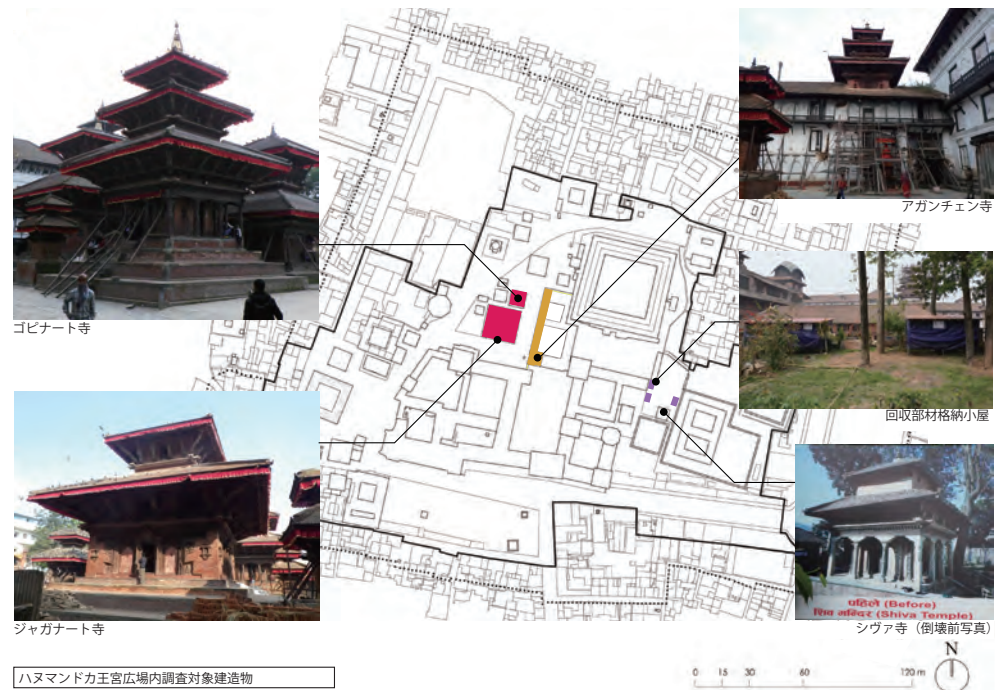 アガンチェン寺
ゴピナート寺
回収部材格納小屋
ジャガナート寺
पहिले (Before)
शिव मन्दिर (Shiva Temple)
シヴァ寺（倒壊前写真）
ハヌマンドカ王宮広場内調査対象建造物
N
0 15 30 60 120 m